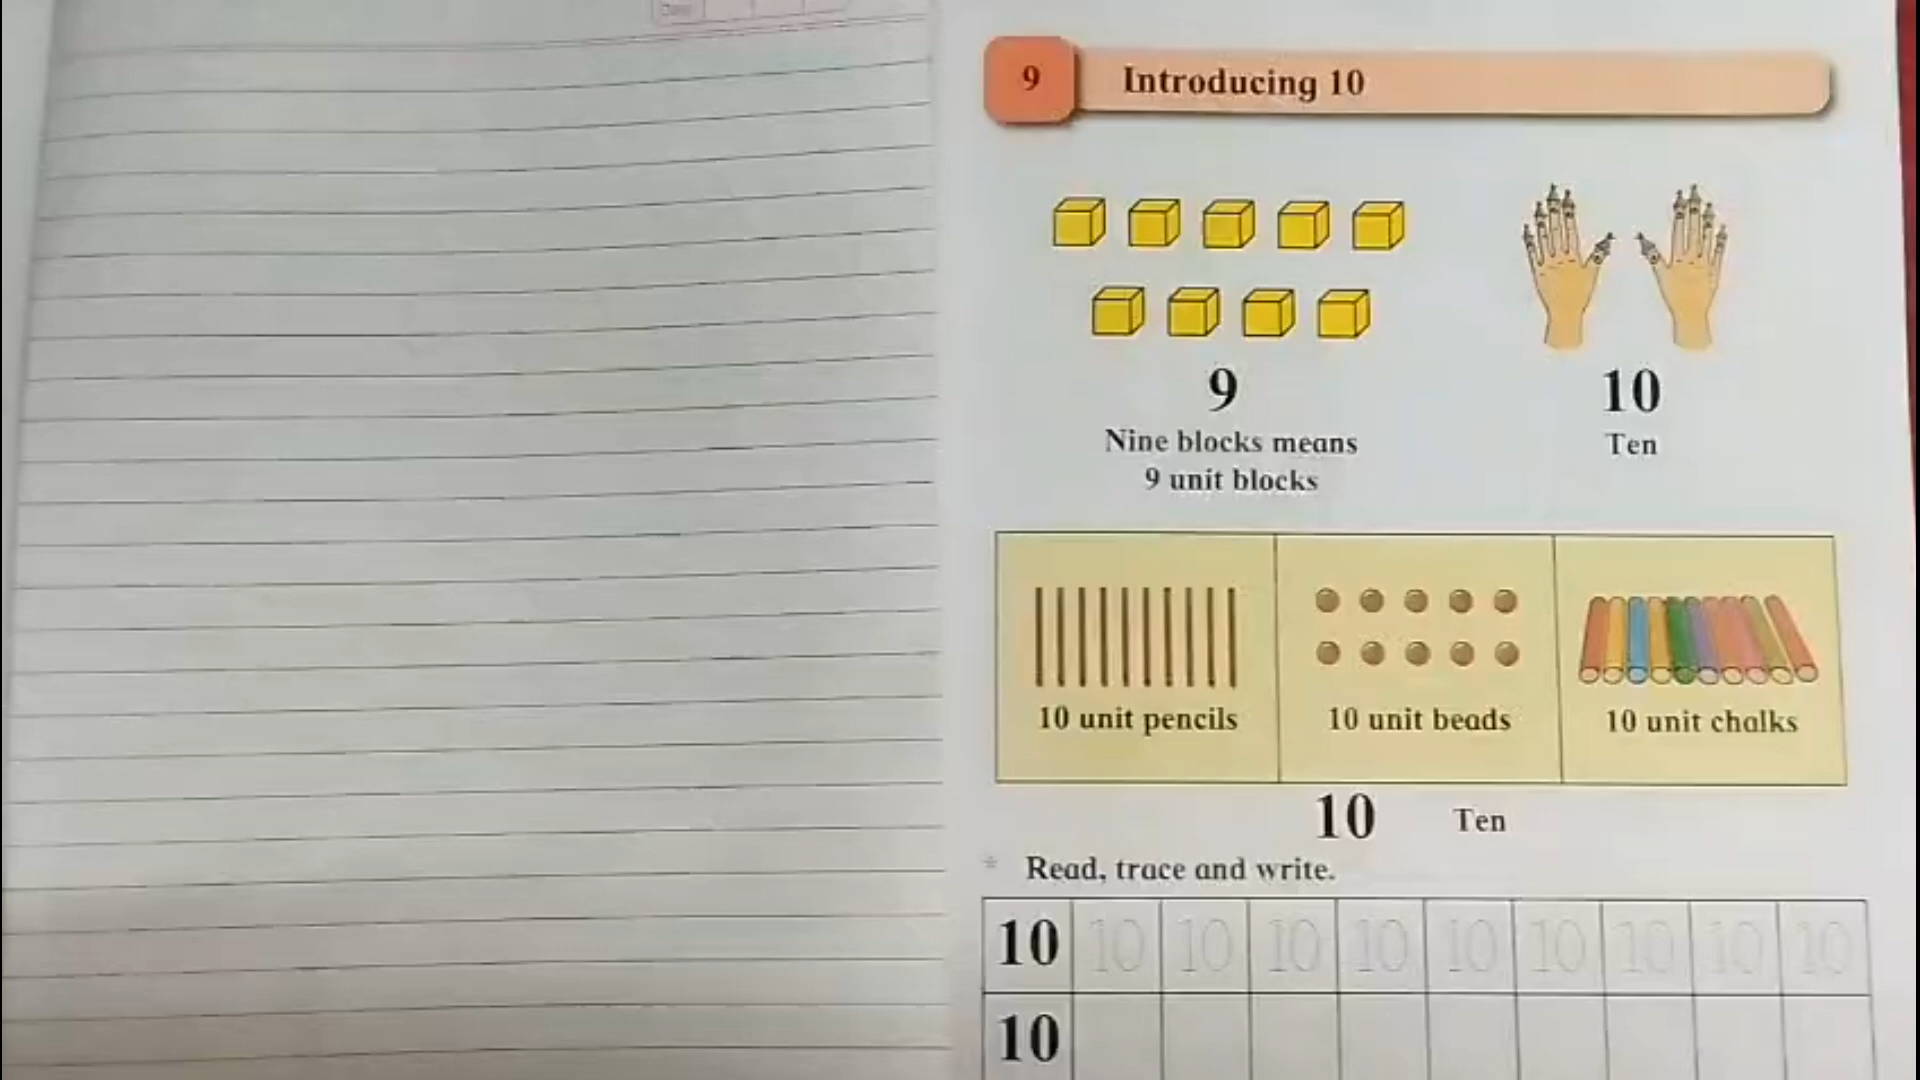 Date
9 Introducing 10
9
Nine blocks means
9 unit blocks
10
Ten
10 unit pencils
10 unit beads
10 unit chalks
10 Ten
* Read, trace and write.
10 10 10 10 10 10 10 10 10 10
10